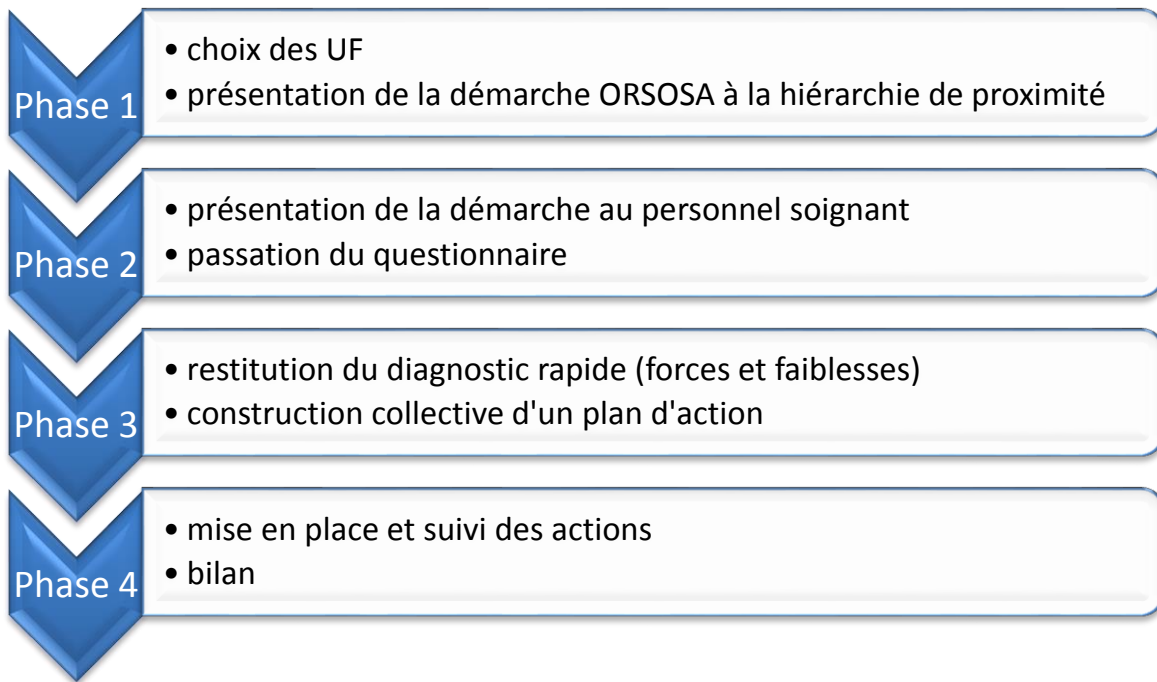 Phase 1
• choix des UF
• présentation de la démarche ORSOSA à la hiérarchie de proximité
Phase 2
• présentation de la démarche au personnel soignant
• passation du questionnaire
Phase 3
• restitution du diagnostic rapide (forces et faiblesses)
• construction collective d'un plan d'action
Phase 4
• mise en place et suivi des actions
• bilan